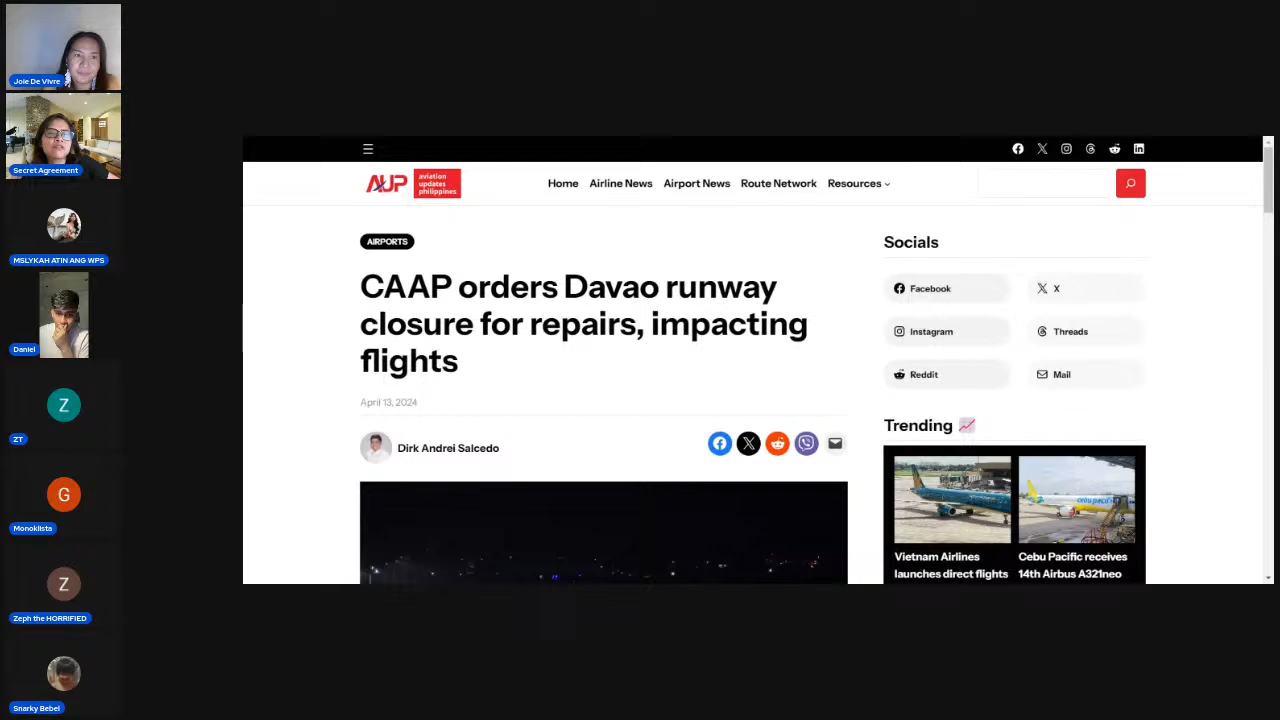 Joie De Vivre
Secret Agreement
MSLYKAH ATIN ANG WPS
Daniel
Z
ZT
G
Monoklista
Z
Zeph the HORRIFIED
Snarky Bebel
AUP aviation updates philippines
Home Airline News Airport News Route Network Resources
AIRPORTS
CAAP orders Davao runway
closure for repairs, impacting
flights
April 13, 2024
Dirk Andrei Salcedo
Socials
Facebook X
Instagram Threads
Reddit Mail
Trending
Vietnam Airlines
launches direct flights
Cebu Pacific receives
14th Airbus A321neo